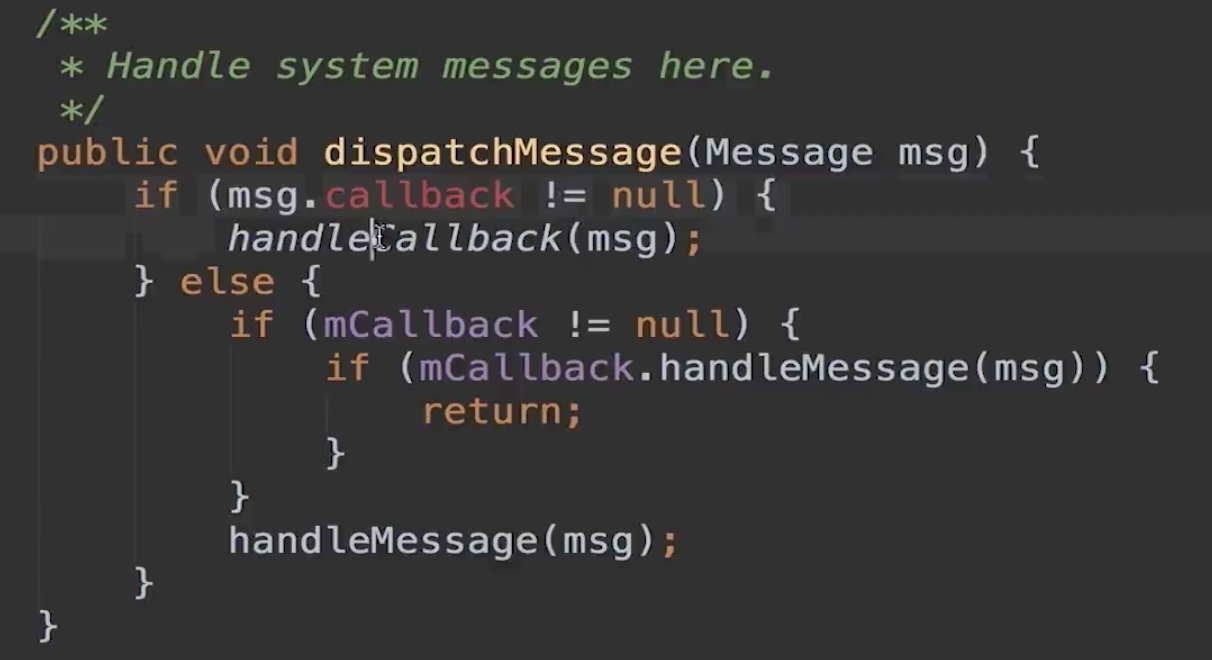 /**
 * Handle system messages here.
 */
public void dispatchMessage(Message msg) {
    if (msg.callback != null) {
        handleCallback(msg);
    } else {
        if (mCallback != null) {
            if (mCallback.handleMessage(msg)) {
                return;
            }
        }
        handleMessage(msg);
    }
}